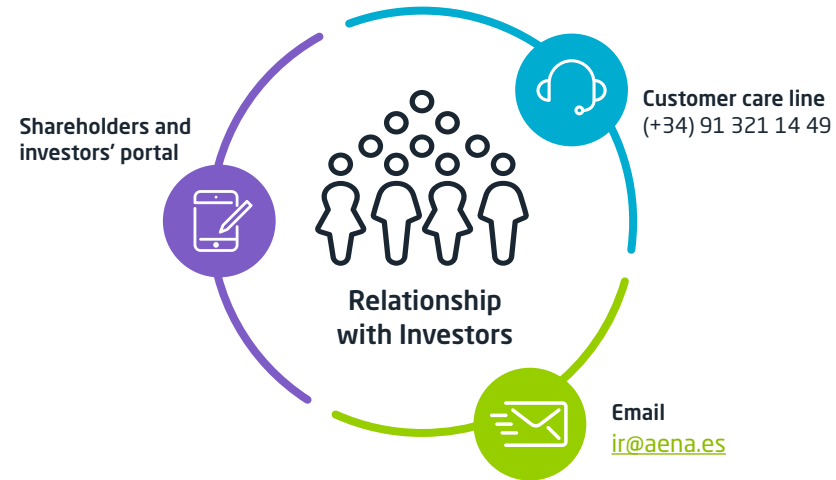 Shareholders and
investors’ portal
Customer care line
(+34) 91 321 14 49
Relationship
with Investors
Email
ir@aena.es